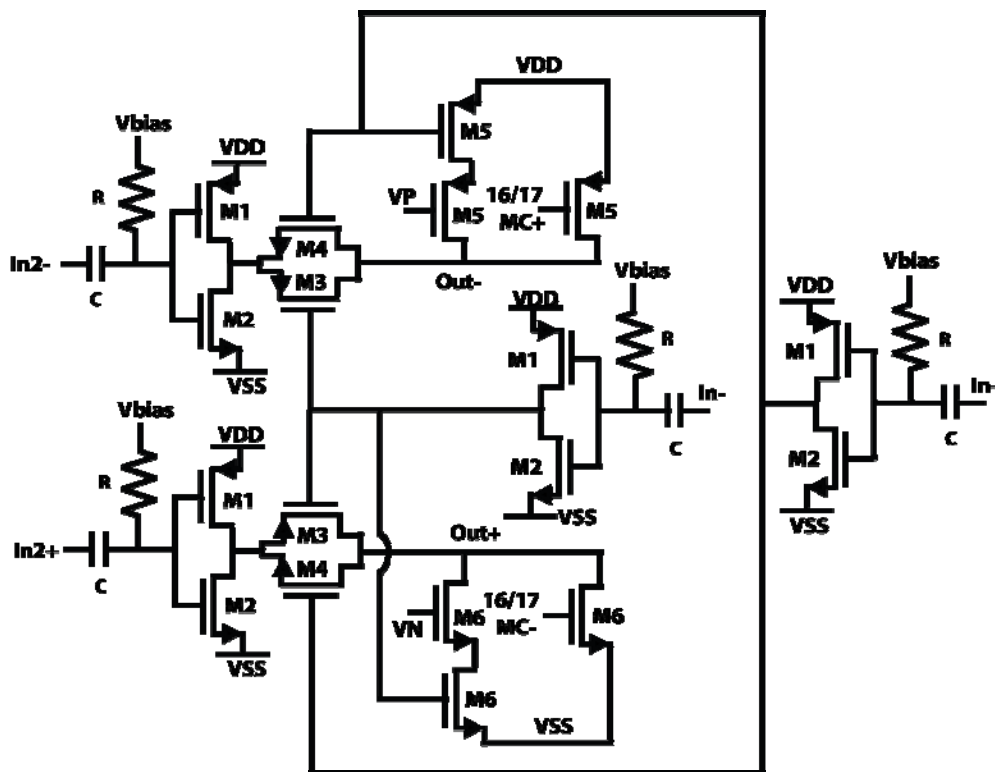 VDD
Vbias
VDD
M5
R
M1
VP
M5
16/17
MC+
M5
In2-
C
M4
M3
M2
VSS
Out-
Vbias
VDD
M1
R
In-
C
M2
VSS
Vbias
VDD
M1
R
In-
C
M2
VSS
Vbias
VDD
R
M1
In2+
C
M3
M4
M2
VSS
Out+
VN
M6
16/17
MC-
M6
M6
VSS